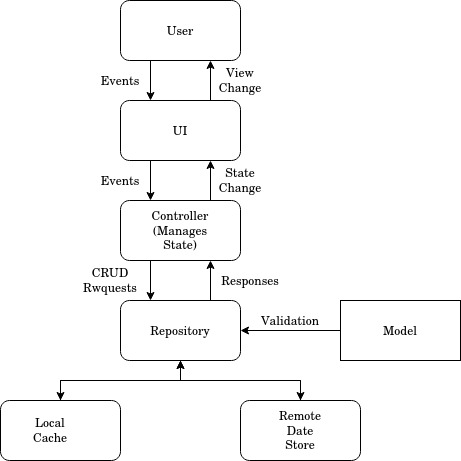 User
Events
View
Change
UI
Events
State
Change
Controller
(Manages
State)
CRUD
Rwquests
Responses
Repository
Validation
Model
Local
Cache
Remote
Date
Store